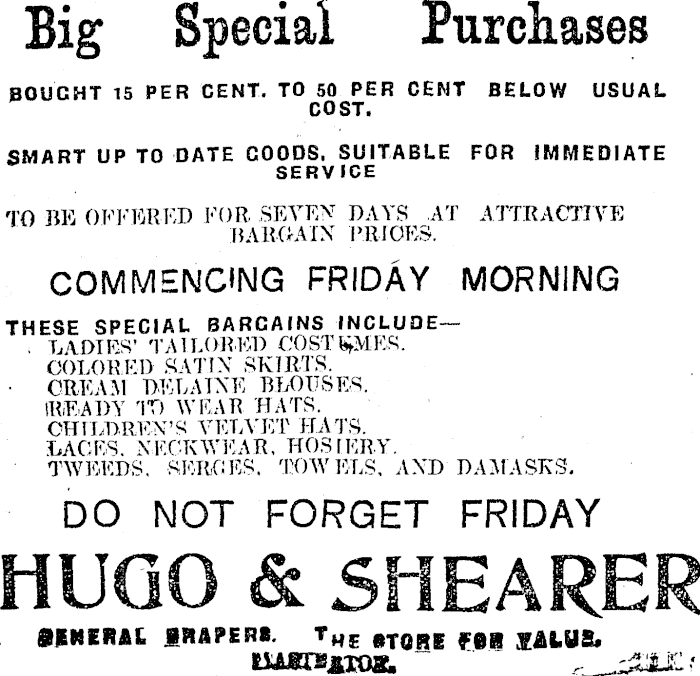 Big Special Purchases
BOUGHT 15 PER CENT. TO 50 PER CENT BELOW USUAL
COST.
SMART UP TO DATE GOODS, SUITABLE FOR IMMEDIATE
SERVICE
TO BE OFFERED FOR SEVEN DAYS AT ATTRACTIVE
BARGAIN PRICES.
COMMENCING FRIDAY MORNING
THESE SPECIAL BARGAINS INCLUDE—
LADIES' TAILORED COSTUMES.
COLORED SATIN SKIRTS.
CREAM DELAINE BLOUSES.
READY TO WEAR HATS.
CHILDREN'S VELVET HATS.
LACES, NECKWEAR, HOSIERY.
TWEEDS, SERGES, TOWELS, AND DAMASKS.
DO NOT FORGET FRIDAY
HUGO & SHEARER
GENERAL DRAPERS. THE STORE FOR VALUE,
MASTERTON.